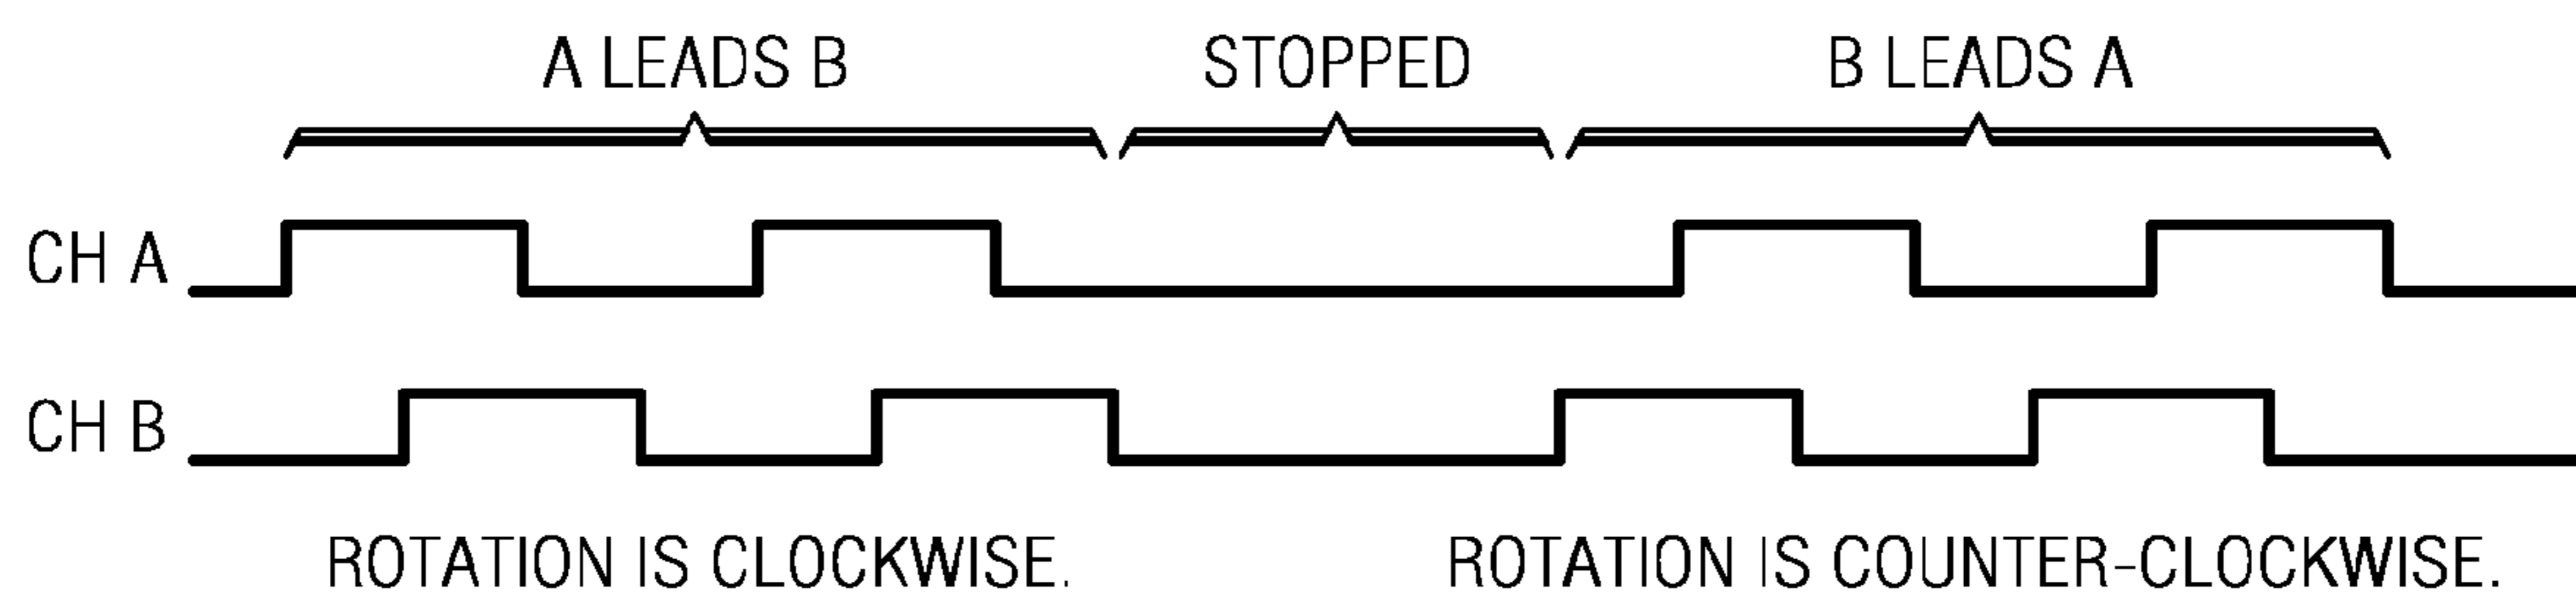 A LEADS B
STOPPED
B LEADS A
CH A
CH B
ROTATION IS CLOCKWISE.
ROTATION IS COUNTER-CLOCKWISE.